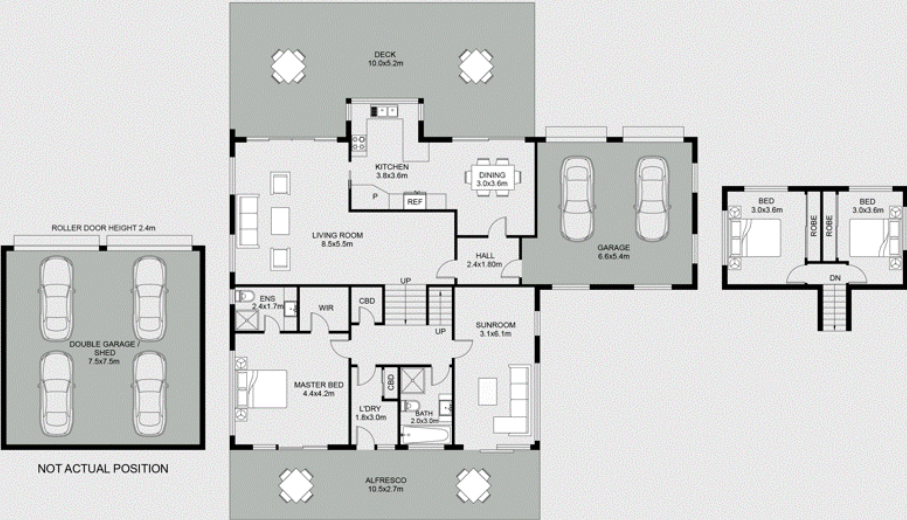 DECK
10.0x5.2m
KITCHEN
3.8x3.6m
P
REF
DINING
3.0x3.6m
LIVING ROOM
8.5x5.5m
HALL
2.4x1.80m
GARAGE
6.6x5.4m
BED
3.0x3.6m
ROBE
ROBE
BED
3.0x3.6m
DN
ROLLER DOOR HEIGHT 2.4m
DOUBLE GARAGE /
SHED
7.5x7.5m
NOT ACTUAL POSITION
UP
ENS
2.4x1.7m
WIR
CBD
UP
SUNROOM
3.1x6.1m
MASTER BED
4.4x4.2m
CBD
L'DRY
1.8x3.0m
BATH
2.0x3.0m
ALFRESCO
10.5x2.7m